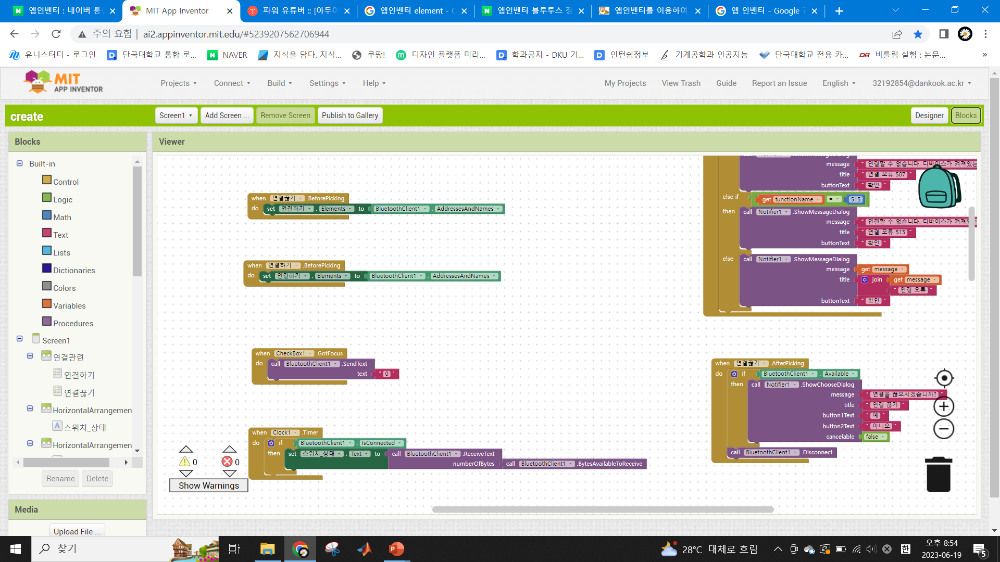 앱인벤터 : 네이버 통합
MIT App Inventor
파워 유튜버 :: [아두이
앱인벤터 element - G
앱인벤터 블루투스 정
앱인벤터를 이용하여
앱 인벤터 - Google
주의 요함 | ai2.appinventor.mit.edu/#5239207562706944
유니스터디 - 로그인
단국대학교 통합 로...
NAVER
지식을 담다. 지식...
쿠팡!
디자인 플랫폼 미리...
학과공지 - DKU 기...
인턴쉽정보
기계공학과 인공지능
단국대학교 전용 카...
DB 비틀림 실험 : 논문...
»
MIT
APP INVENTOR
Projects
Connect
Build
Settings
Help
My Projects
View Trash
Guide
Report an Issue
English
32192854@dankook.ac.kr
create
Screen1
Add Screen ...
Remove Screen
Publish to Gallery
Designer
Blocks
Blocks
Viewer
Built-in
Control
Logic
Math
Text
Lists
Dictionaries
Colors
Variables
Procedures
Screen1
연결관련
연결하기
연결끊기
HorizontalArrangemen
스위치_상태
HorizontalArrangemen
Rename
Delete
Media
Upload File ...
when 연결끊기 .BeforePicking
do set 연결하기 . Elements to BluetoothClient1 . AddressesAndNames
when 연결하기 .BeforePicking
do set 연결하기 . Elements to BluetoothClient1 . AddressesAndNames
when CheckBox1 .GotFocus
do call BluetoothClient1 .SendText
text " 0 "
when Clock1 .Timer
do if BluetoothClient1 . IsConnected
then set 스위치_상태 . Text to call BluetoothClient1 .ReceiveText
numberOfBytes call BluetoothClient1 .BytesAvailableToReceive
0
0
Show Warnings
call Notifier1 .ShowMessageDialog
message " 연결할 수 없습니다. 디바이스가 켜져있는
title " 연결 오류 507 "
buttonText " 확인 "
else if get functionName = 515
then call Notifier1 .ShowMessageDialog
message " 연결할 수 없습니다. 디바이스가 켜져있는
title " 연결 오류 515 "
buttonText " 확인 "
else call Notifier1 .ShowMessageDialog
message get message
title join get message
" 연결 오류 "
buttonText " 확인 "
when 연결끊기 .AfterPicking
do if BluetoothClient1 . Available
then call Notifier1 .ShowChooseDialog
message " 연결을 끊으시겠습니까? "
title " 연결 끊기 "
button1Text " 예 "
button2Text " 아니오 "
cancelable false
call BluetoothClient1 .Disconnect
찾기
28°C 대체로 흐림
한
오후 8:54
2023-06-19
5